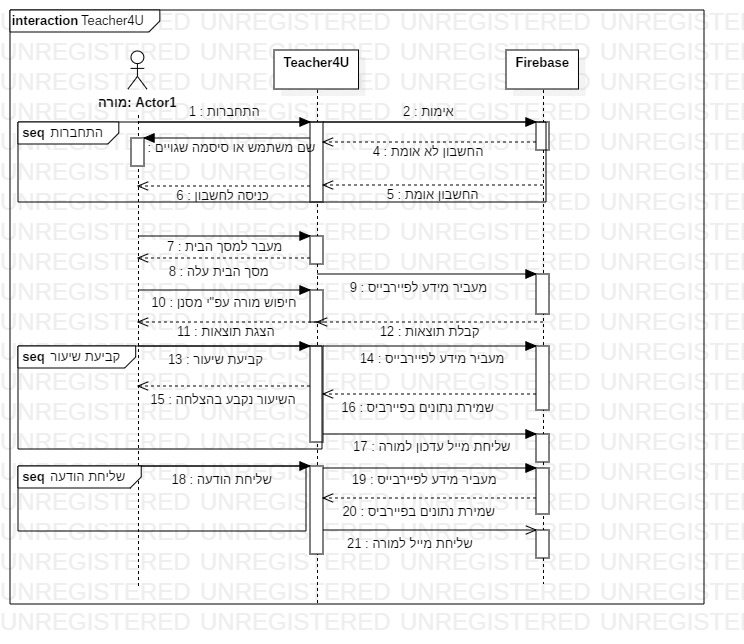 interaction Teacher4U
Teacher4U
Firebase
מורה: Actor1
1 : התחברות
2 : אימות
seq התחברות
שם משתמש או סיסמה שגויים :
4 : החשבון לא אומת
5 : החשבון אומת
6 : כניסה לחשבון
7 : מעבר למסך הבית
8 : מסך הבית עלה
9 : מעביר מידע לפיירבייס
10 : חיפוש מורה עפ"י מסנן
11 : הצגת תוצאות
12 : קבלת תוצאות
seq קביעת שיעור
13 : קביעת שיעור
14 : מעביר מידע לפיירבייס
15 : השיעור נקבע בהצלחה
16 : שמירת נתונים בפיירביס
17 : שליחת מייל עדכון למורה
seq שליחת הודעה
18 : שליחת הודעה
19 : מעביר מידע לפיירבייס
20 : שמירת נתונים בפיירביס
21 : שליחת מייל למורה
UNREGISTERED UNREGISTERED UNREGISTERED UNREGISTERED